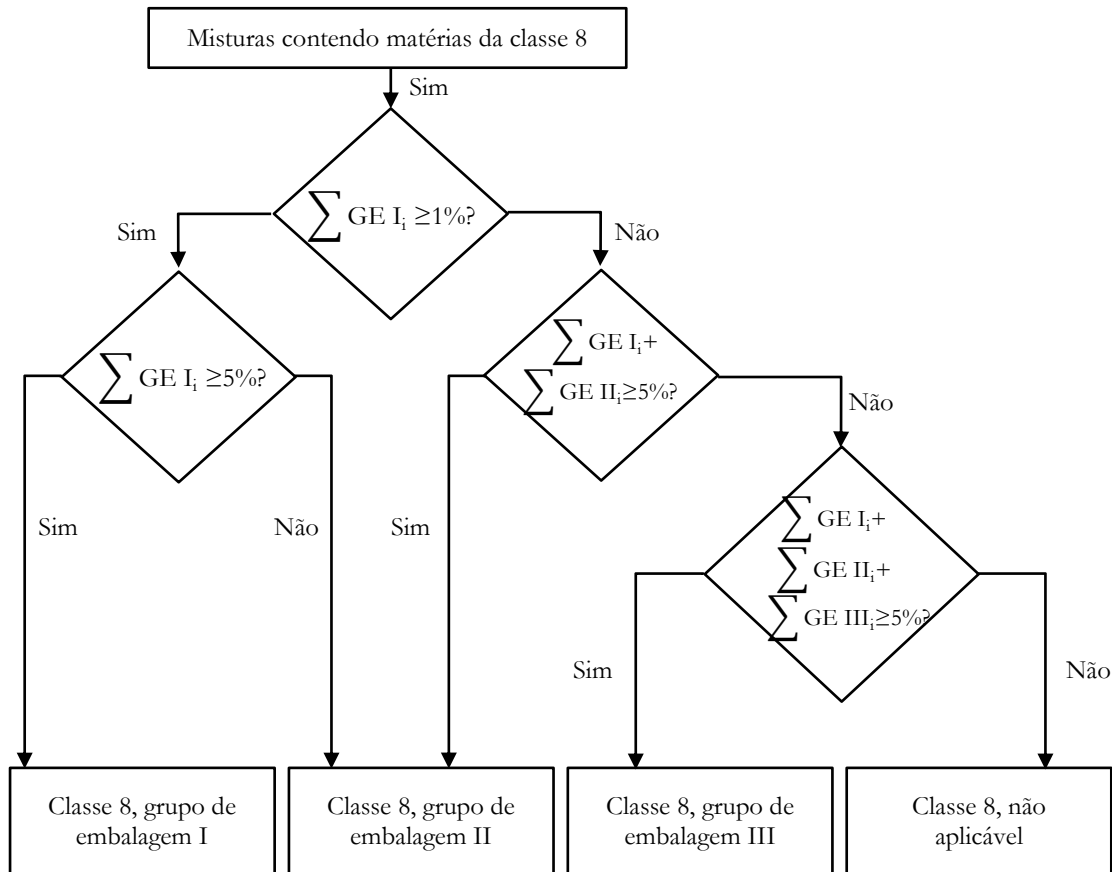 Misturas contendo matérias da classe 8
Sim
∑ GE Iᵢ ≥1%?
Sim
Não
∑ GE Iᵢ ≥5%?
∑ GE Iᵢ+
∑ GE IIᵢ≥5%?
Não
Sim
Não
Sim
∑ GE Iᵢ+
∑ GE IIᵢ+
∑ GE IIIᵢ≥5%?
Sim
Não
Classe 8, grupo de
embalagem I
Classe 8, grupo de
embalagem II
Classe 8, grupo de
embalagem III
Classe 8, não
aplicável